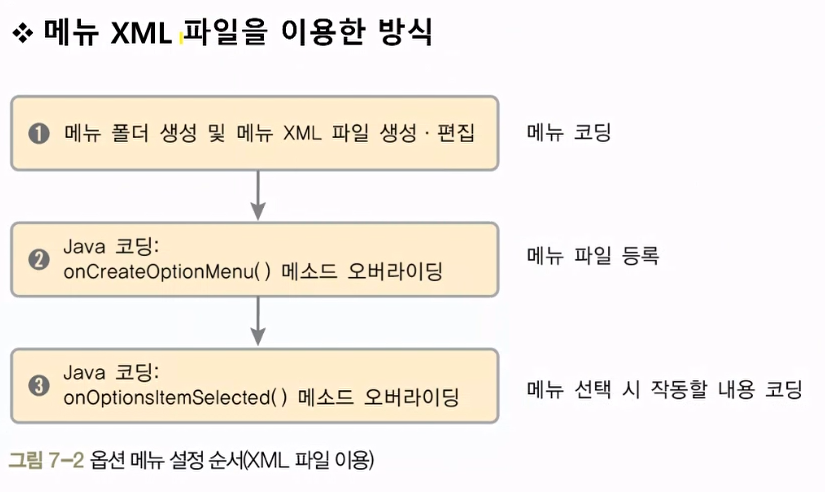 ❖ 메뉴 XML 파일을 이용한 방식
❶ 메뉴 폴더 생성 및 메뉴 XML 파일 생성 · 편집
메뉴 코딩
❷ Java 코딩:
onCreateOptionMenu() 메소드 오버라이딩
메뉴 파일 등록
❸ Java 코딩:
onOptionsItemSelected() 메소드 오버라이딩
메뉴 선택 시 작동할 내용 코딩
그림 7-2 옵션 메뉴 설정 순서(XML 파일 이용)